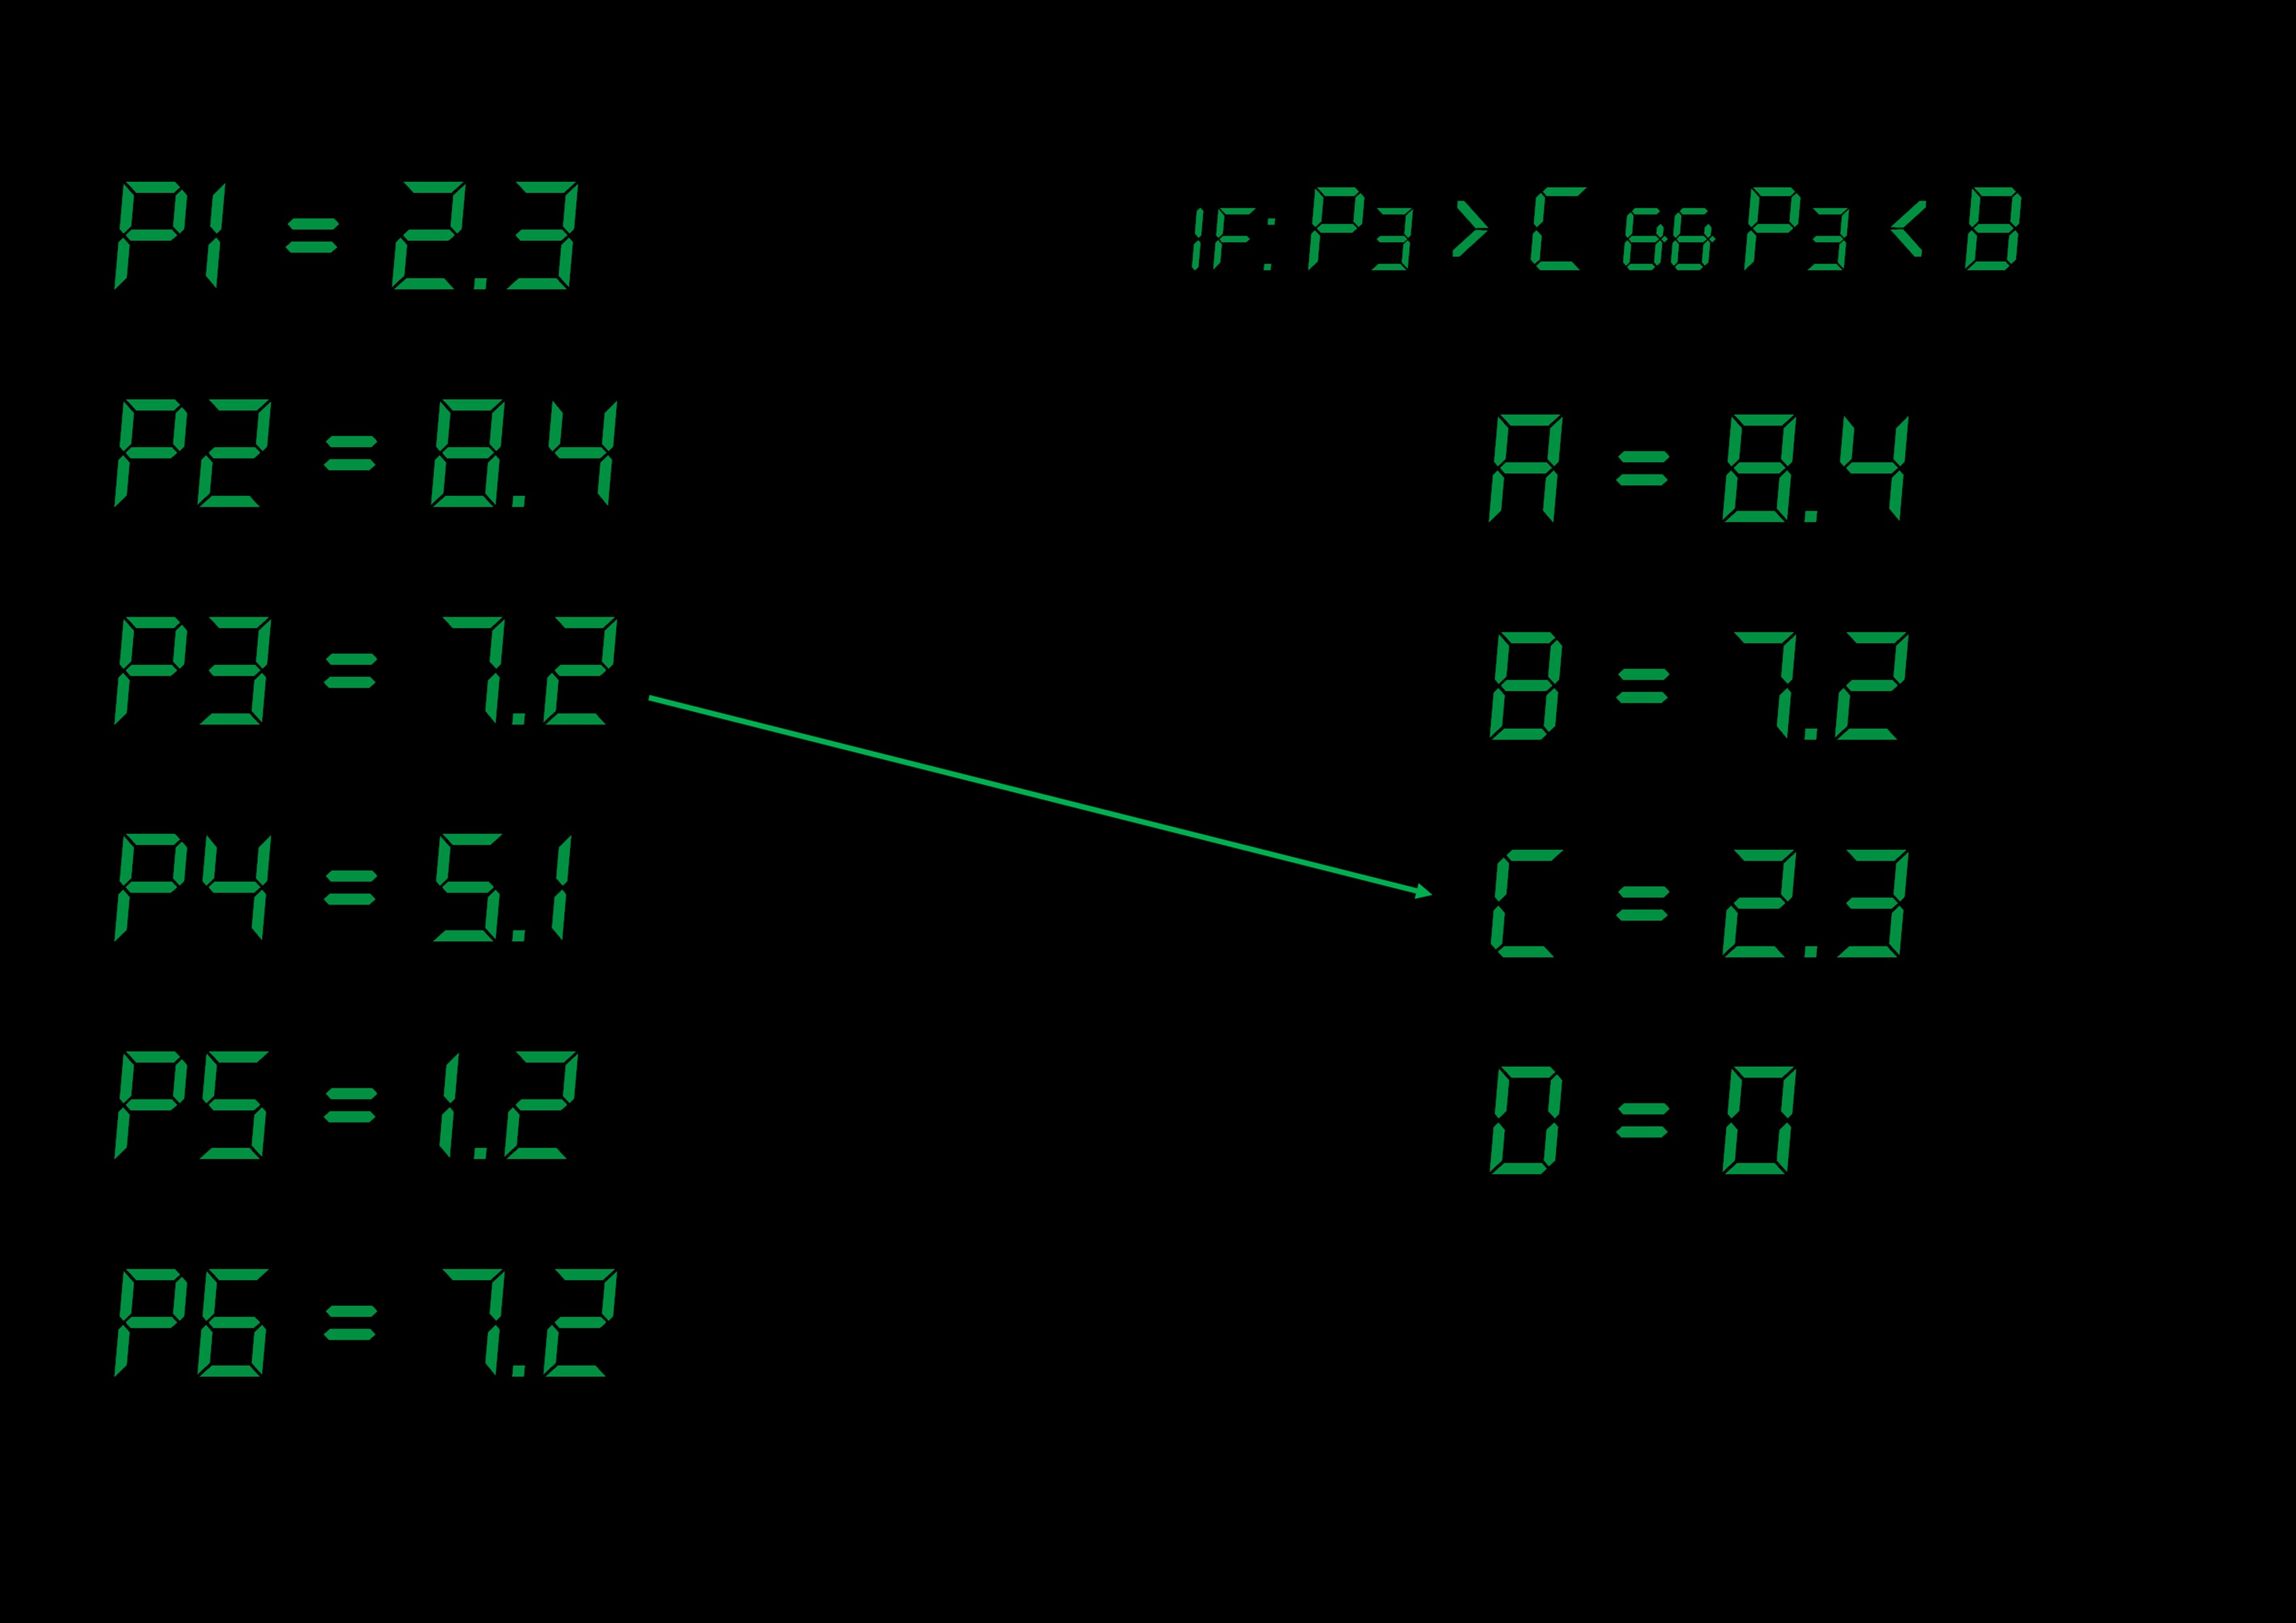 P1 = 2.3
P2 = 8.4
P3 = 7.2
P4 = 5.1
P5 = 1.2
P6 = 7.2
IF: P3 > C && P3 < B
A = 8.4
B = 7.2
C = 2.3
D = 0